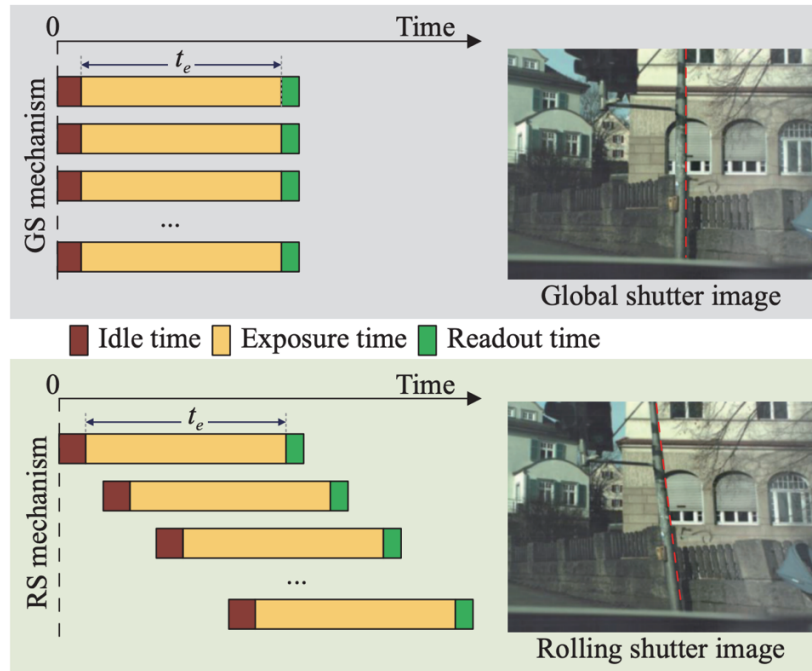 0
Time
t_e
GS mechanism
...
Global shutter image
Idle time Exposure time Readout time
0
Time
t_e
RS mechanism
...
Rolling shutter image